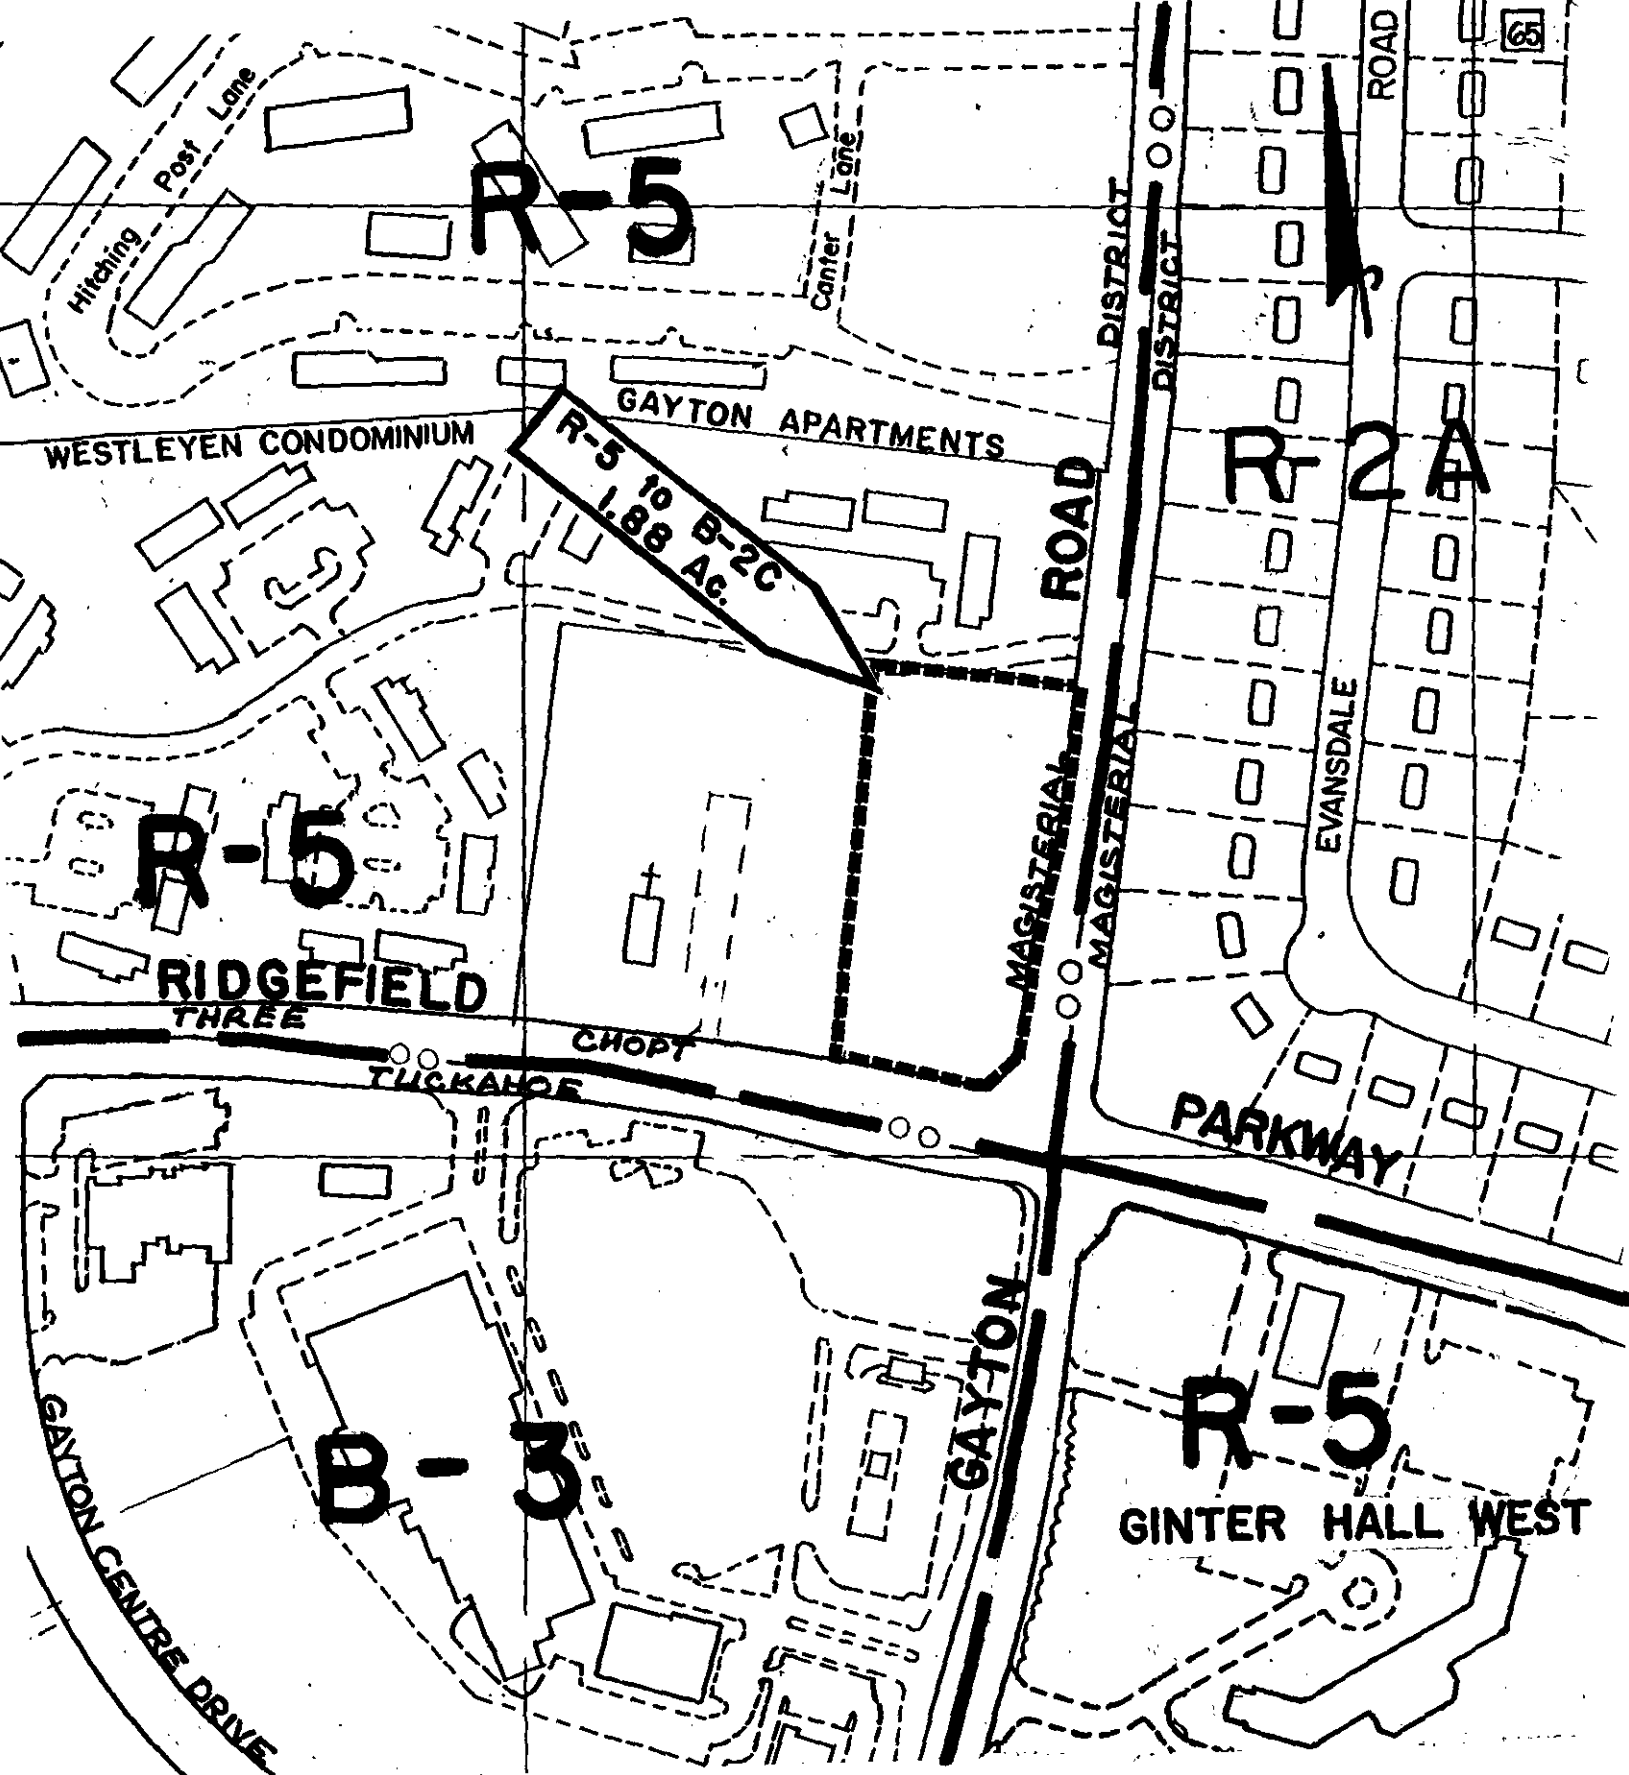 65
ROAD
Hitching Post Lane
R-5
Canter Lane
DISTRICT
DISTRICT
WESTLEYEN CONDOMINIUM
GAYTON APARTMENTS
R-5 to B-2C
1.88 Ac.
ROAD
R-2A
EVANSDALE
MAGISTERIAL
MAGISTERIAL
R-5
RIDGEFIELD
THREE CHOPT
TUCKAHOE
PARKWAY
GAYTON
B-3
R-5
GINTER HALL WEST
GAYTON CENTRE DRIVE